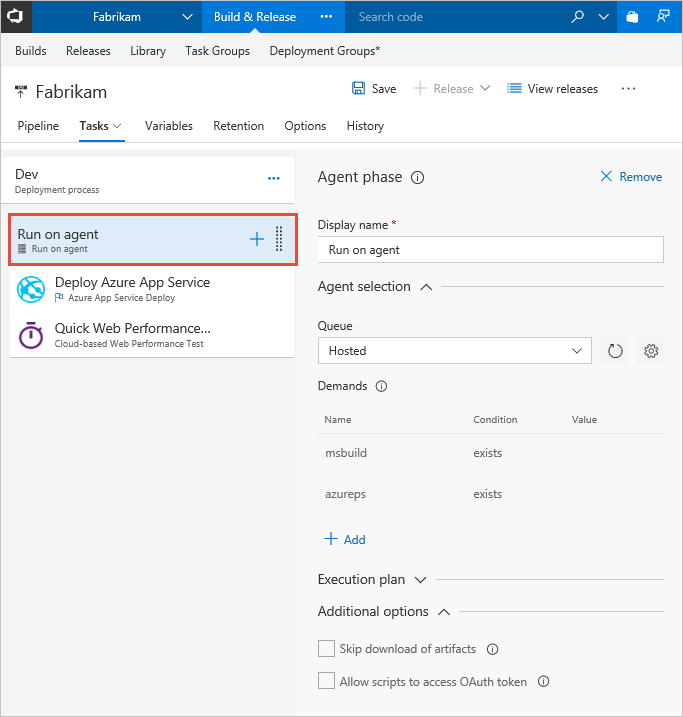 Fabrikam Build & Release ··· Search code
Builds Releases Library Task Groups Deployment Groups*
Fabrikam Save Release View releases ···
Pipeline Tasks Variables Retention Options History
Dev ···
Deployment process
Run on agent
Run on agent
Deploy Azure App Service
Azure App Service Deploy
Quick Web Performance...
Cloud-based Web Performance Test
Agent phase Remove
Display name *
Run on agent
Agent selection
Queue
Hosted
Demands
Name Condition Value
msbuild exists
azureps exists
Add
Execution plan
Additional options
Skip download of artifacts
Allow scripts to access OAuth token